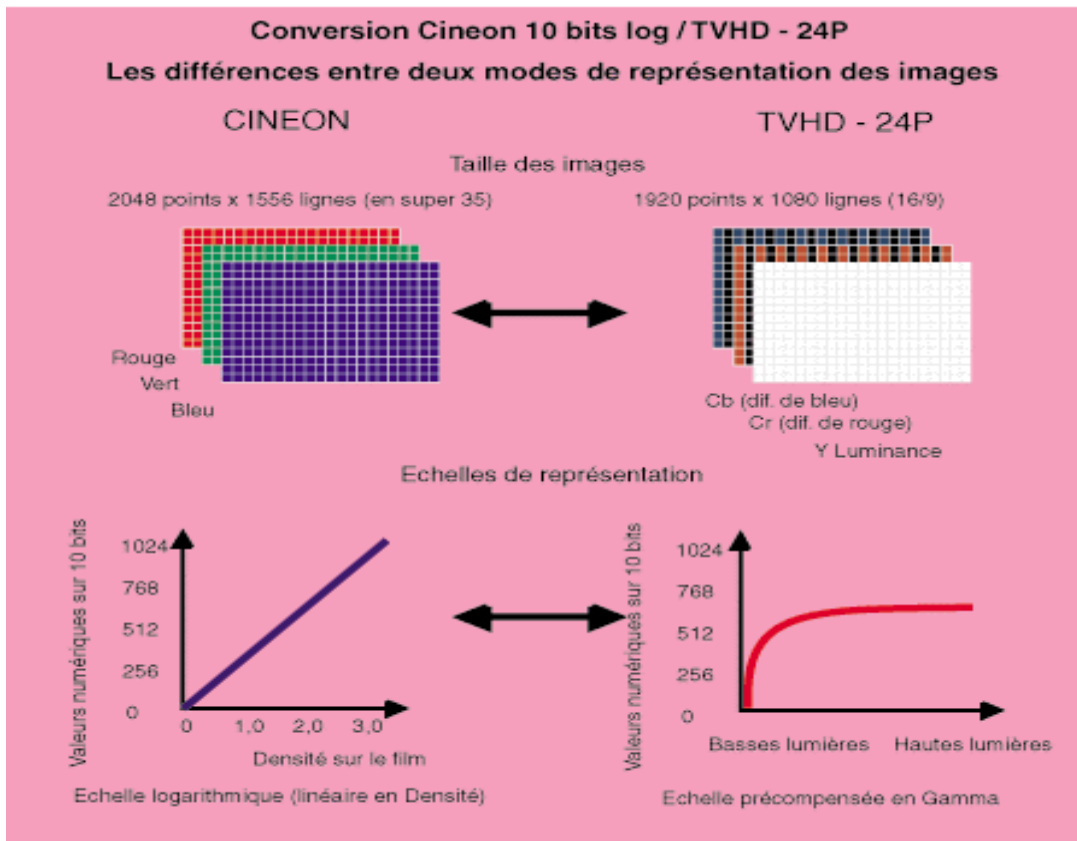 Conversion Cineon 10 bits log / TVHD - 24P
Les différences entre deux modes de représentation des images
CINEON
TVHD - 24P
Taille des images
2048 points x 1556 lignes (en super 35)
1920 points x 1080 lignes (16/9)
Rouge
Vert
Bleu
Cb (dif. de bleu)
Cr (dif. de rouge)
Y Luminance
Echelles de représentation
Valeurs numériques sur 10 bits
1024
768
512
256
0
0 1,0 2,0 3,0
Densité sur le film
Echelle logarithmique (linéaire en Densité)
Valeurs numériques sur 10 bits
1024
768
512
256
0
Basses lumières Hautes lumières
Echelle précompensée en Gamma